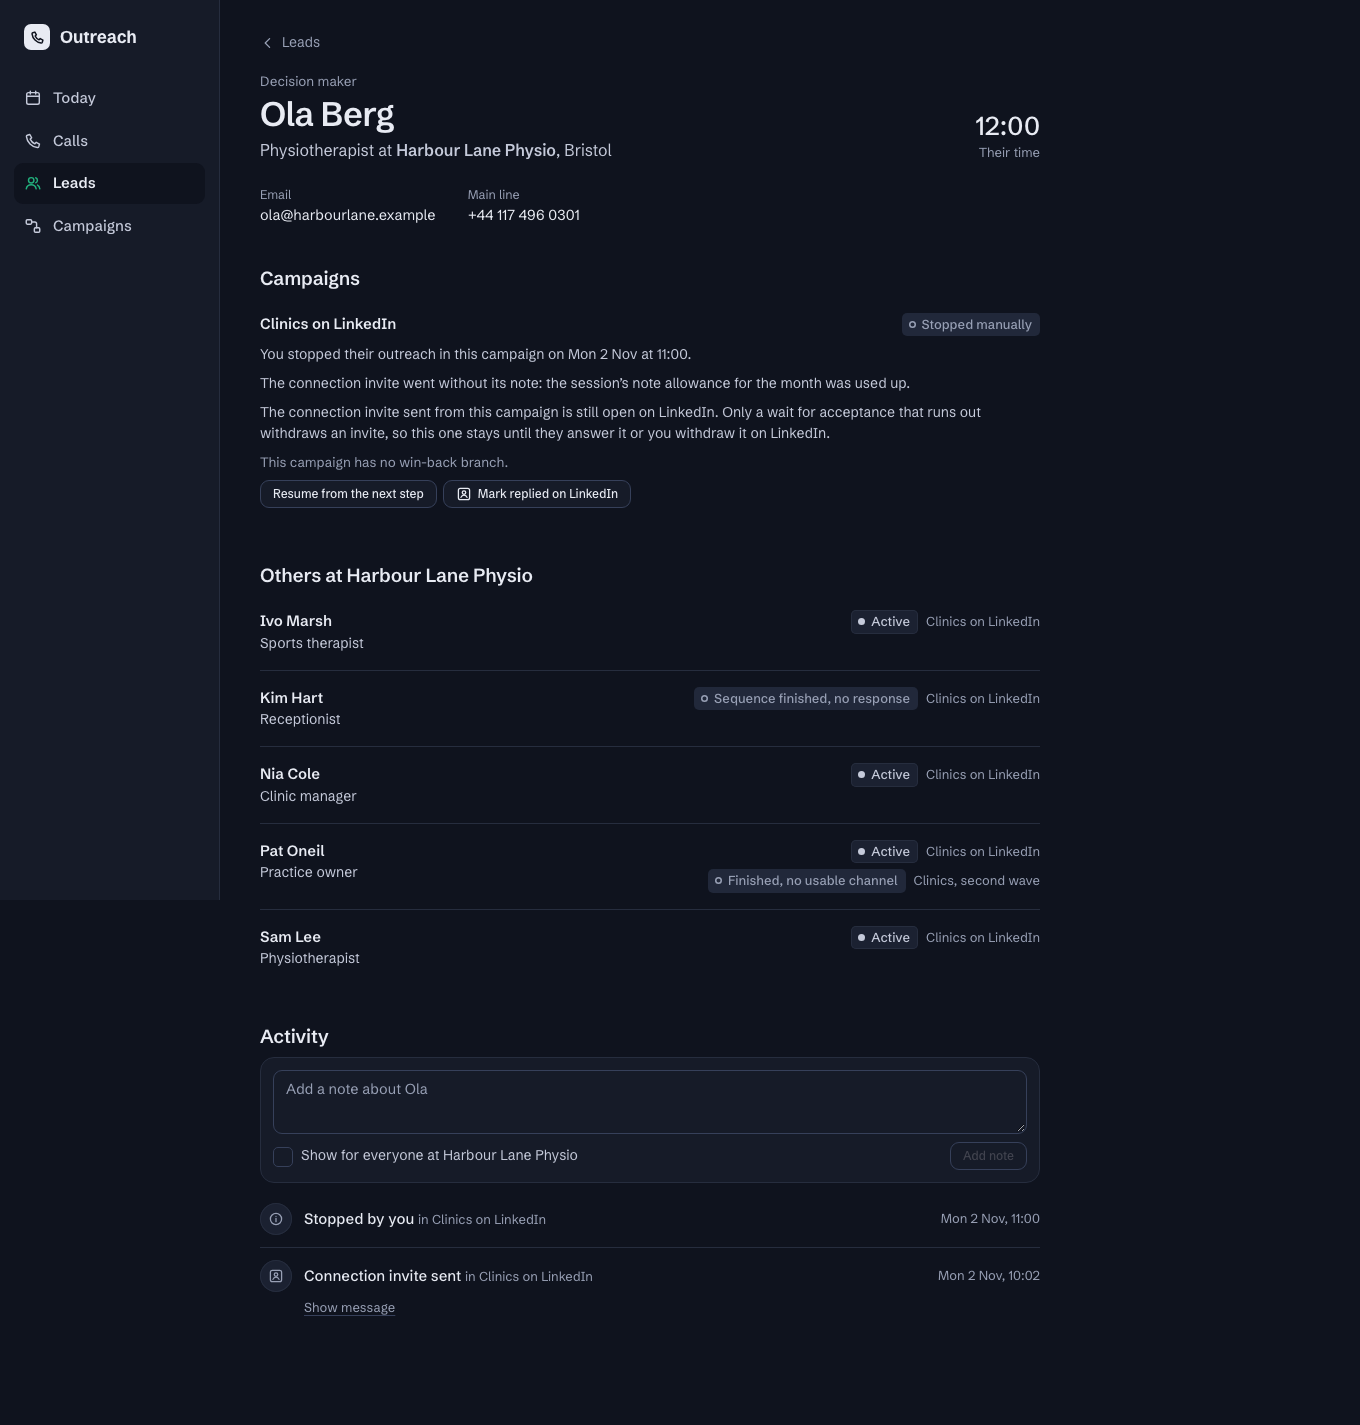 Outreach
Today
Calls
Leads
Campaigns
Leads
Decision maker
Ola Berg
Physiotherapist at Harbour Lane Physio, Bristol
12:00
Their time
Email
ola@harbourlane.example
Main line
+44 117 496 0301
Campaigns
Clinics on LinkedIn
Stopped manually
You stopped their outreach in this campaign on Mon 2 Nov at 11:00.
The connection invite went without its note: the session’s note allowance for the month was used up.
The connection invite sent from this campaign is still open on LinkedIn. Only a wait for acceptance that runs out
withdraws an invite, so this one stays until they answer it or you withdraw it on LinkedIn.
This campaign has no win-back branch.
Resume from the next step
Mark replied on LinkedIn
Others at Harbour Lane Physio
Ivo Marsh
Sports therapist
Active
Clinics on LinkedIn
Kim Hart
Receptionist
Sequence finished, no response
Clinics on LinkedIn
Nia Cole
Clinic manager
Active
Clinics on LinkedIn
Pat Oneil
Practice owner
Active
Clinics on LinkedIn
Finished, no usable channel
Clinics, second wave
Sam Lee
Physiotherapist
Active
Clinics on LinkedIn
Activity
Add a note about Ola
Show for everyone at Harbour Lane Physio
Add note
Stopped by you in Clinics on LinkedIn
Mon 2 Nov, 11:00
Connection invite sent in Clinics on LinkedIn
Mon 2 Nov, 10:02
Show message